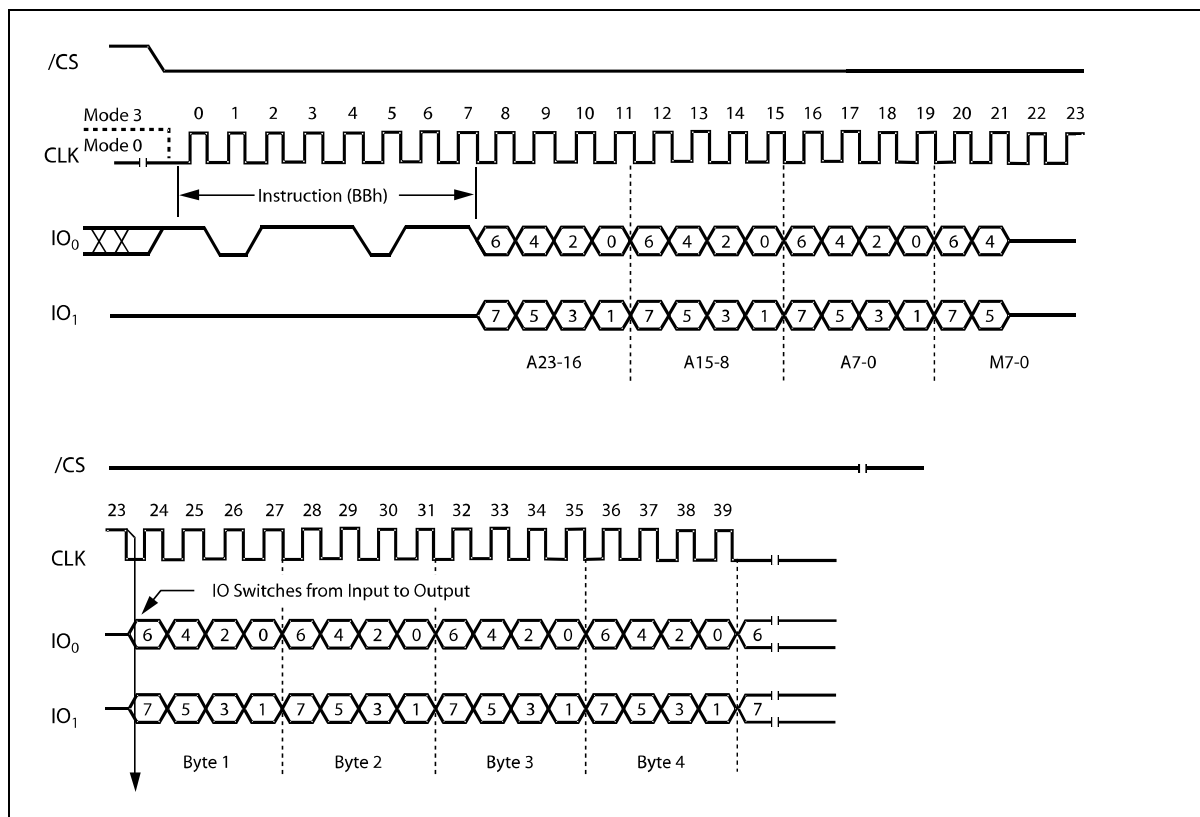 /CS
Mode 3
0 1 2 3 4 5 6 7 8 9 10 11 12 13 14 15 16 17 18 19 20 21 22 23
Mode 0
CLK
Instruction (BBh)
IO0 6 4 2 0 6 4 2 0 6 4 2 0 6 4
IO1 7 5 3 1 7 5 3 1 7 5 3 1 7 5
A23-16 A15-8 A7-0 M7-0
/CS
23 24 25 26 27 28 29 30 31 32 33 34 35 36 37 38 39
CLK
IO Switches from Input to Output
IO0 6 4 2 0 6 4 2 0 6 4 2 0 6 4 2 0 6
IO1 7 5 3 1 7 5 3 1 7 5 3 1 7 5 3 1 7
Byte 1 Byte 2 Byte 3 Byte 4